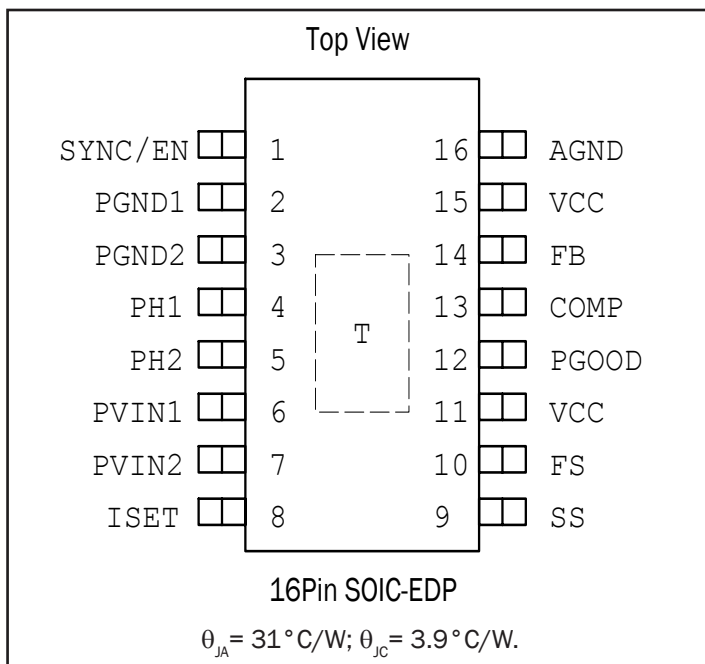 Top View
SYNC/EN 1 16 AGND
PGND1 2 15 VCC
PGND2 3 14 FB
PH1 4 13 COMP
T
PH2 5 12 PGOOD
PVIN1 6 11 VCC
PVIN2 7 10 FS
ISET 8 9 SS
16Pin SOIC-EDP
θJA= 31°C/W; θJC= 3.9°C/W.